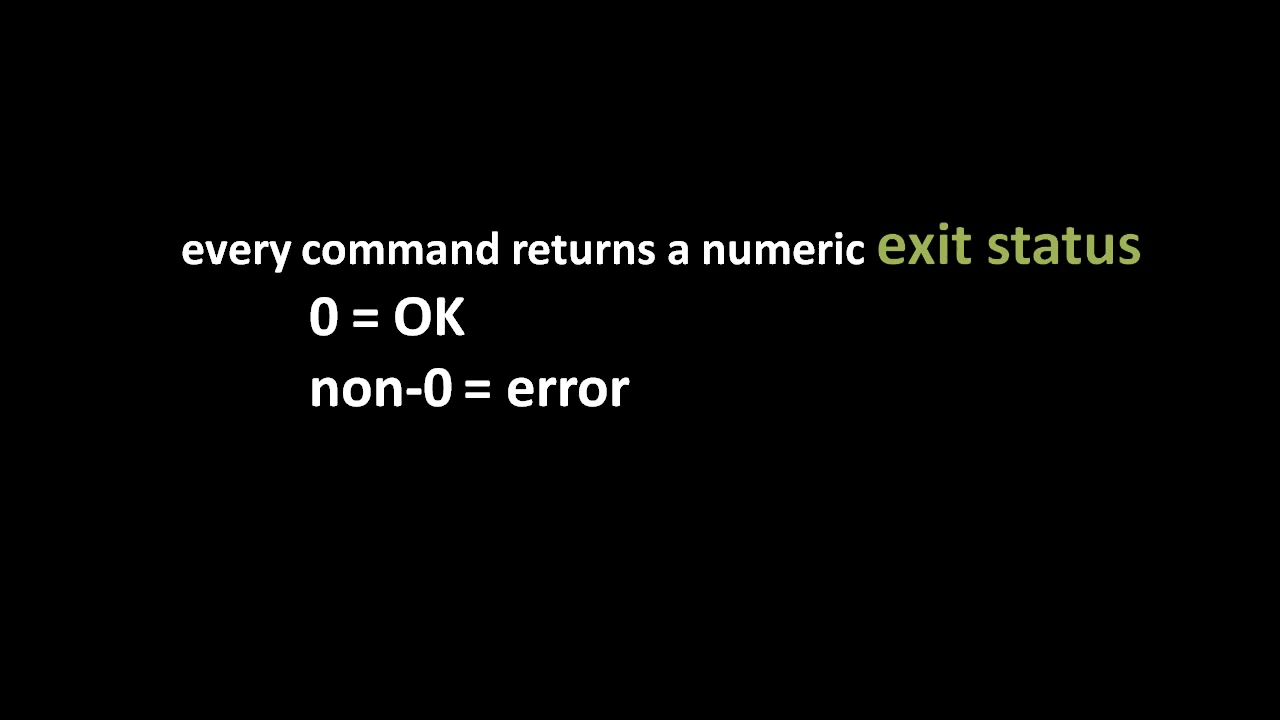 every command returns a numeric exit status
0 = OK
non-0 = error